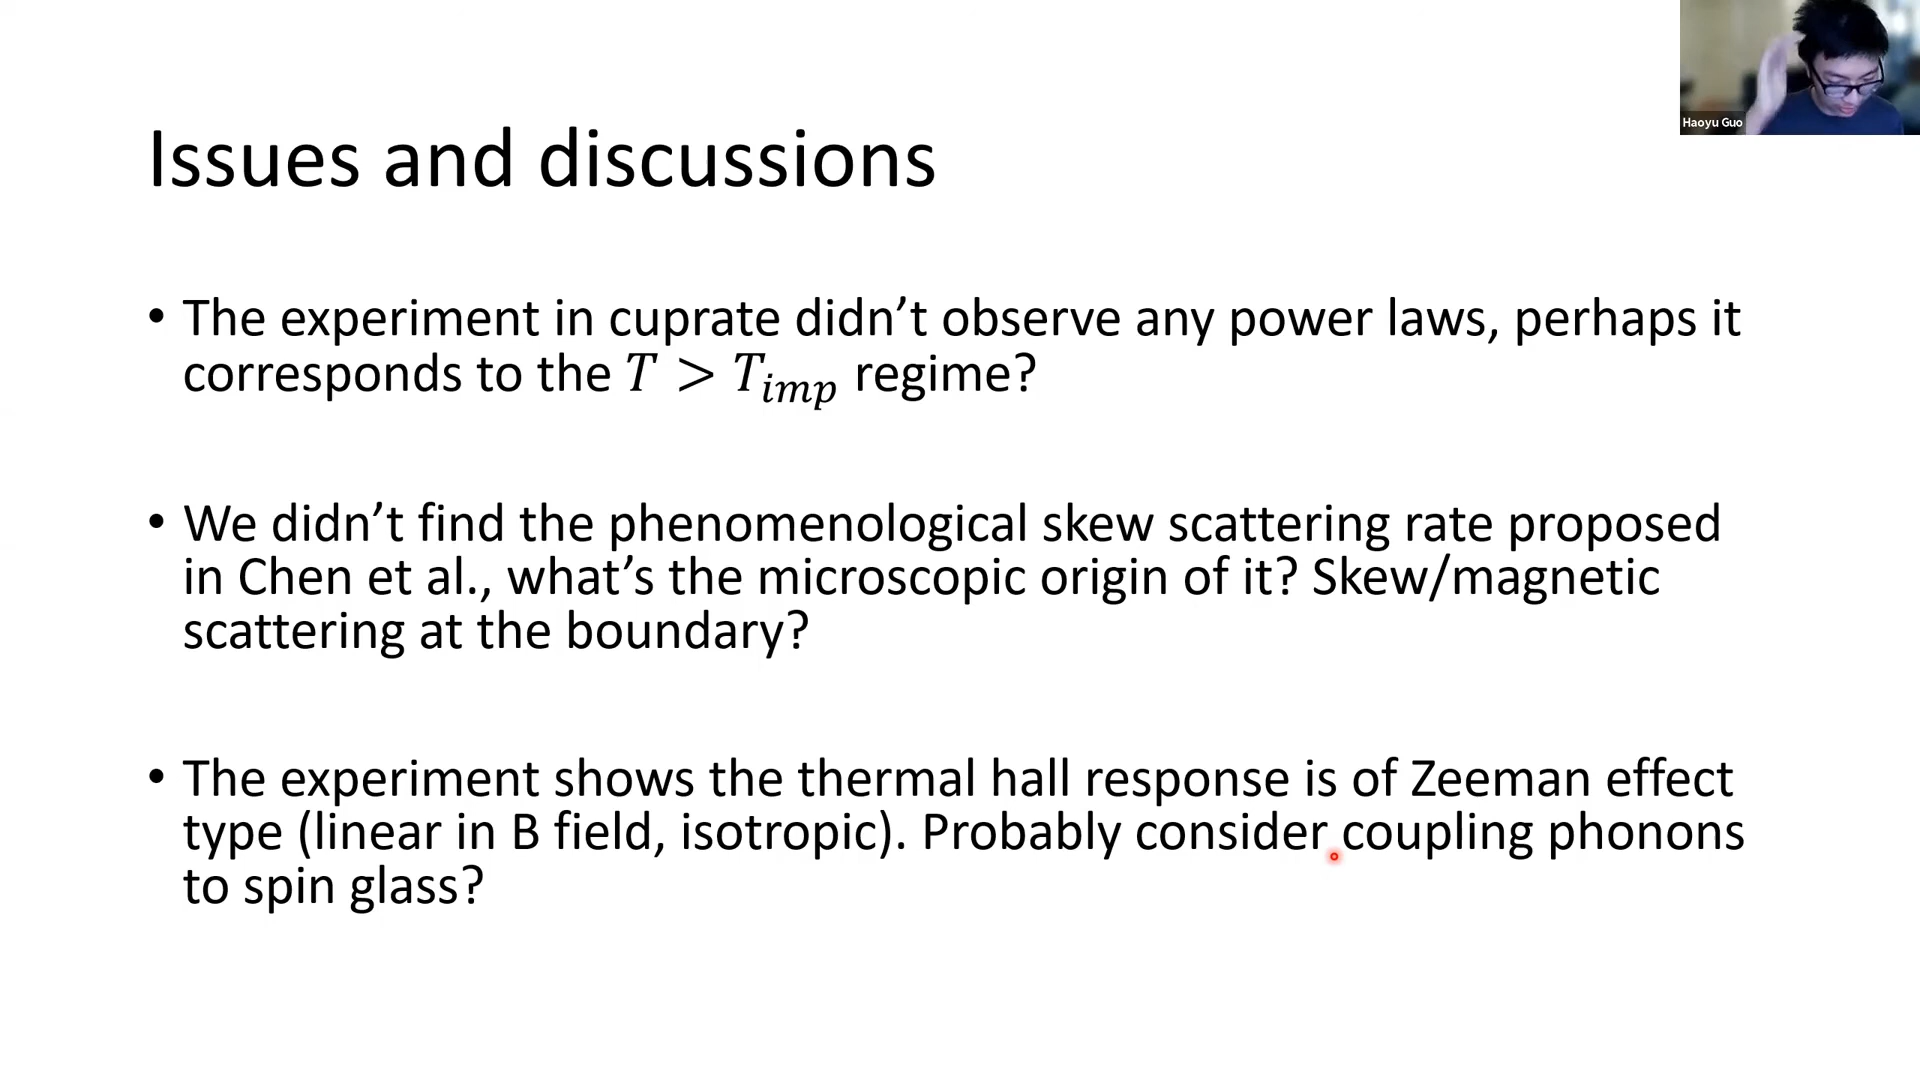 Haoyu Guo
Issues and discussions
• The experiment in cuprate didn’t observe any power laws, perhaps it
corresponds to the T > T_imp regime?
• We didn’t find the phenomenological skew scattering rate proposed
in Chen et al., what’s the microscopic origin of it? Skew/magnetic
scattering at the boundary?
• The experiment shows the thermal hall response is of Zeeman effect
type (linear in B field, isotropic). Probably consider coupling phonons
to spin glass?